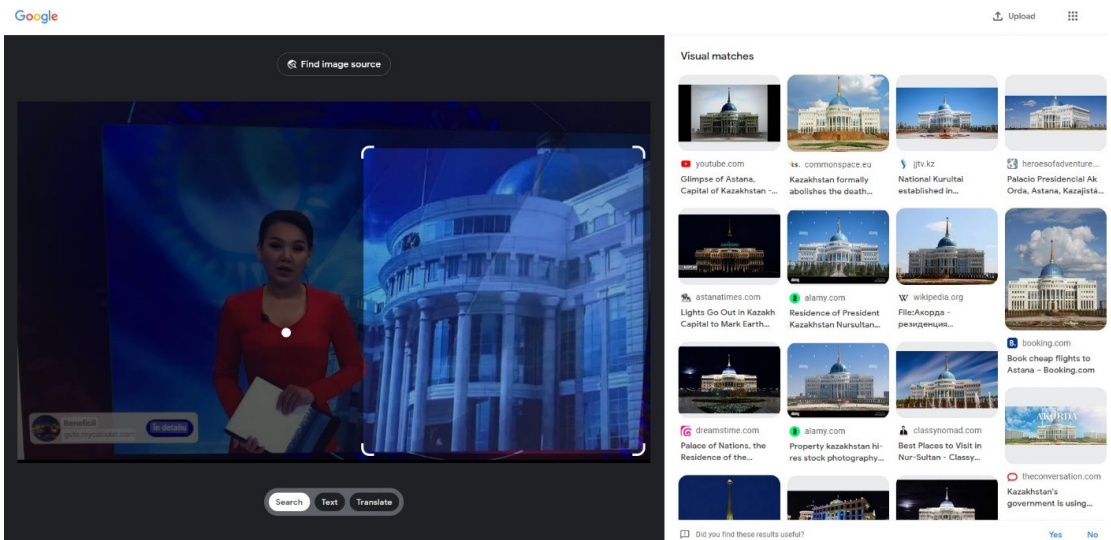 Google
Upload
Find image source
Beneficii
In detaliu
Search
Text
Translate
Visual matches
youtube.com
Glimpse of Astana,
Capital of Kazakhstan -...
commonspace.eu
Kazakhstan formally
abolishes the death...
jjtv.kz
National Kurultai
established in...
heroesofadventure....
Palacio Presidencial Ak
Orda, Astana, Kazajistá...
astanatimes.com
Lights Go Out in Kazakh
Capital to Mark Earth...
alamy.com
Residence of President
Kazakhstan Nursultan...
W wikipedia.org
File:Акорда -
резиденция...
B. booking.com
Book cheap flights to
Astana – Booking.com
dreamstime.com
Palace of Nations, the
Residence of the...
alamy.com
Property kazakhstan hi-
res stock photography...
classynomad.com
Best Places to Visit in
Nur-Sultan - Classy...
AKORDA
theconversation.com
Kazakhstan's
government is using...
Did you find these results useful?
Yes
No